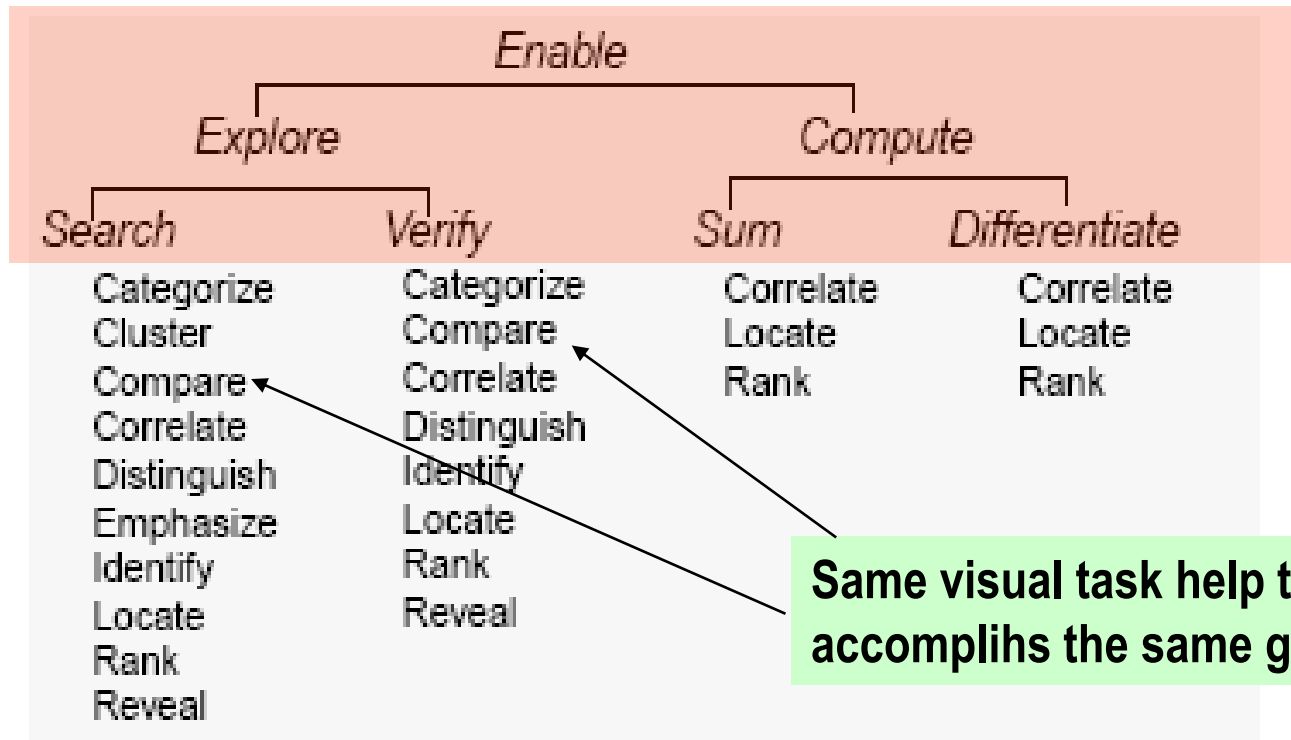 Enable
Explore
Compute
Search
Verify
Sum
Differentiate
Categorize
Cluster
Compare
Correlate
Distinguish
Emphasize
Identify
Locate
Rank
Reveal
Categorize
Compare
Correlate
Distinguish
Identify
Locate
Rank
Reveal
Correlate
Locate
Rank
Correlate
Locate
Rank
Same visual task help t
accomplihs the same g